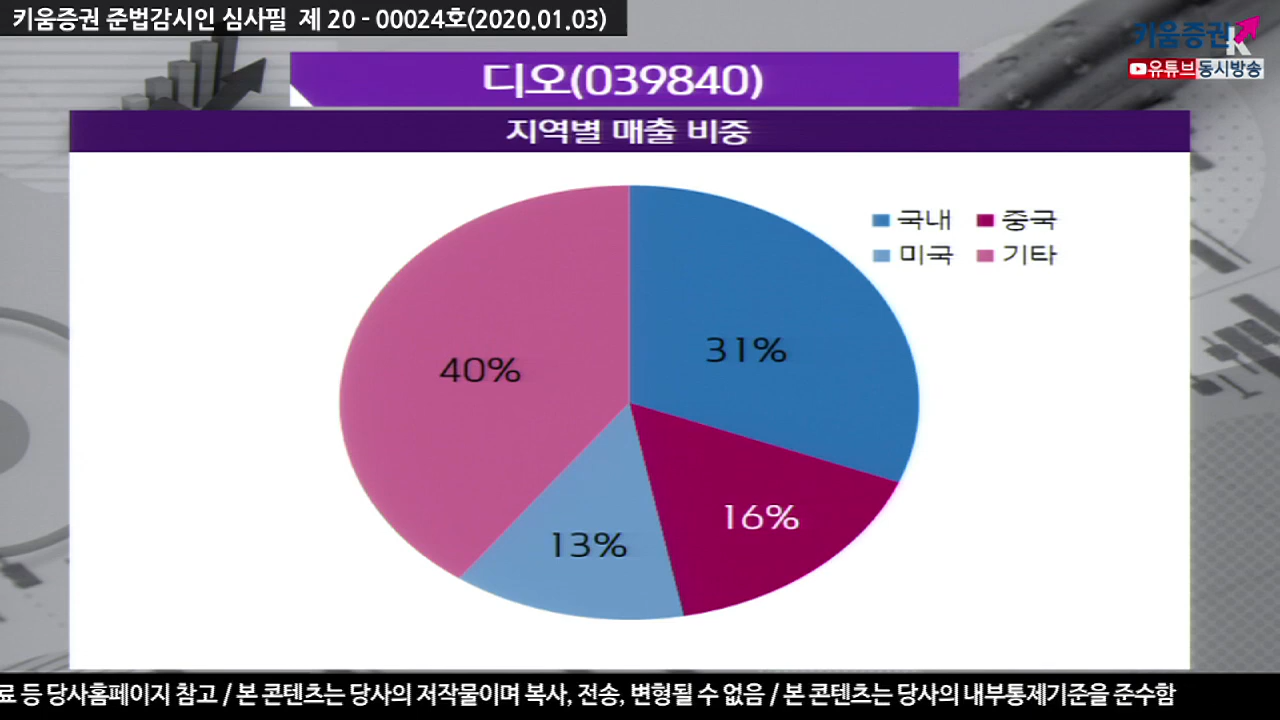 키움증권 준법감시인 심사필 제 20 - 00024호(2020.01.03)
키움증권
유튜브 동시방송
디오(039840)
지역별 매출 비중
국내 중국
미국 기타
31%
40%
16%
13%
료 등 당사홈페이지 참고 / 본 콘텐츠는 당사의 저작물이며 복사, 전송, 변형될 수 없음 / 본 콘텐츠는 당사의 내부통제기준을 준수함